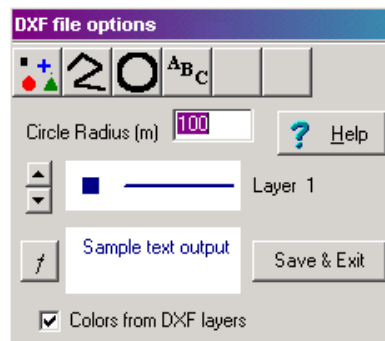 DXF file options
ABC
Circle Radius (m) 100
? Help
Layer 1
Sample text output
f Save & Exit
Colors from DXF layers